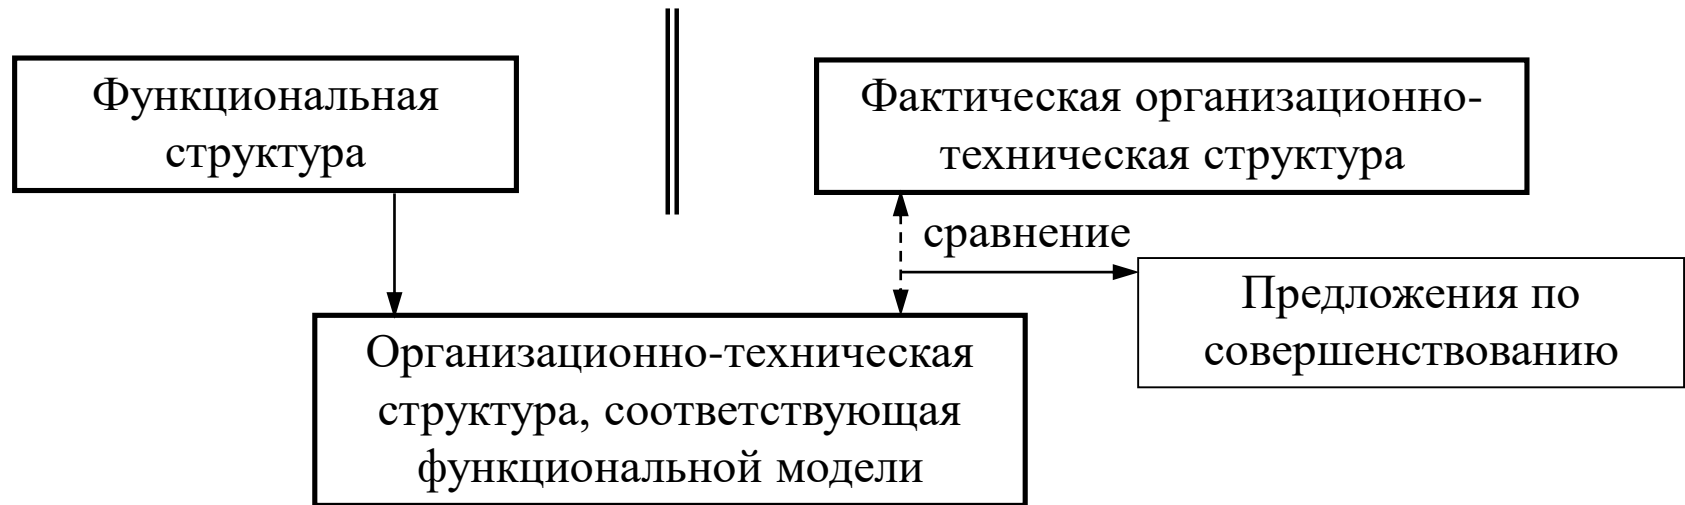 Функциональная
структура
Фактическая организационно-
техническая структура
сравнение
Предложения по
совершенствованию
Организационно-техническая
структура, соответствующая
функциональной модели